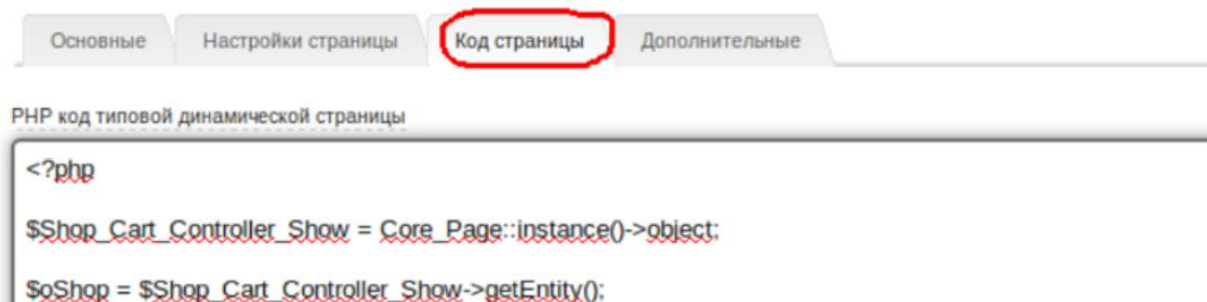 Основные Настройки страницы Код страницы Дополнительные
PHP код типовой динамической страницы
<?php
$Shop_Cart_Controller_Show = Core_Page::instance()->object;
$oShop = $Shop_Cart_Controller_Show->getEntity();